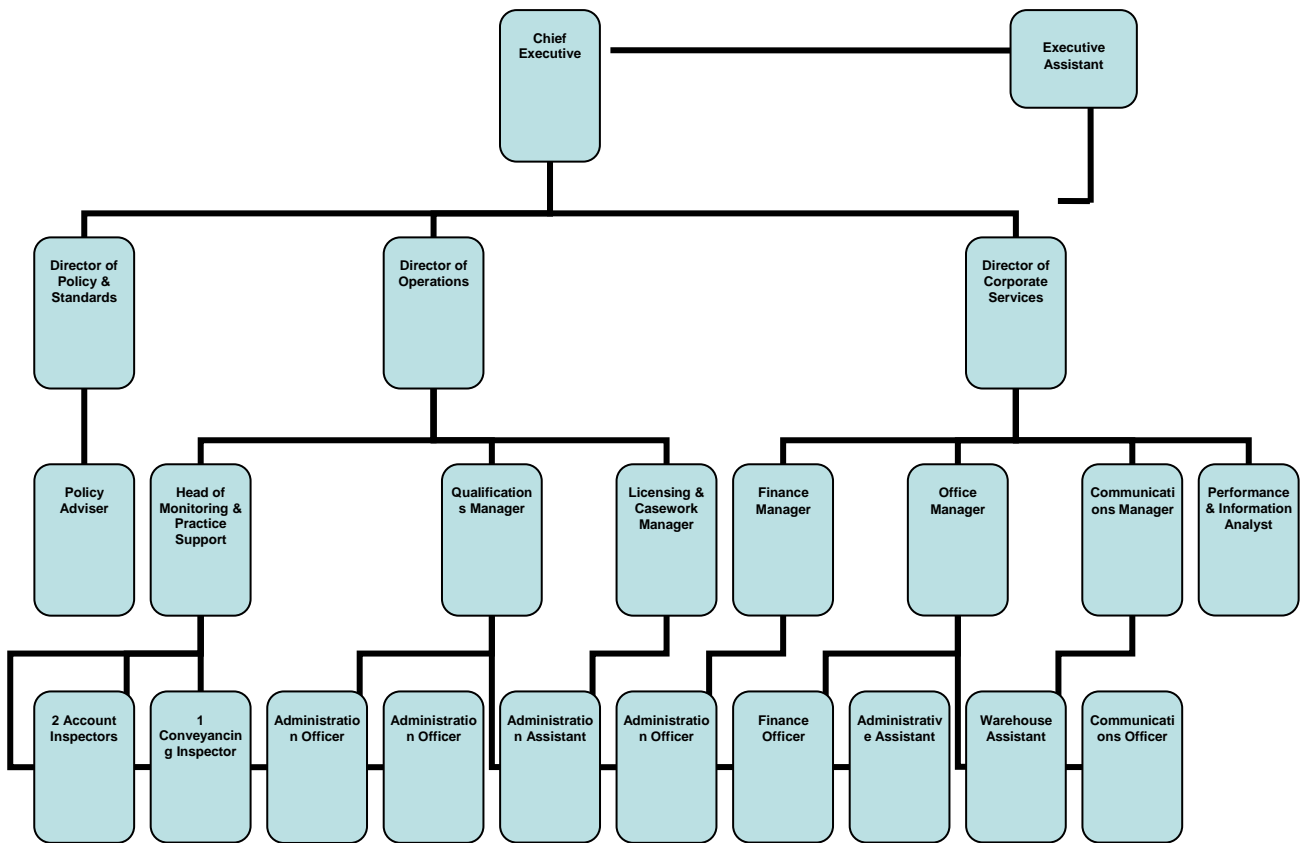 Chief
Executive
Executive
Assistant
Director of
Policy &
Standards
Director of
Operations
Director of
Corporate
Services
Policy
Adviser
Head of
Monitoring &
Practice
Support
Qualification
s Manager
Licensing &
Casework
Manager
Finance
Manager
Office
Manager
Communicati
ons Manager
Performance
& Information
Analyst
2 Account
Inspectors
1
Conveyancin
g Inspector
Administratio
n Officer
Administratio
n Officer
Administratio
n Assistant
Administratio
n Officer
Finance
Officer
Administrativ
e Assistant
Warehouse
Assistant
Communicati
ons Officer